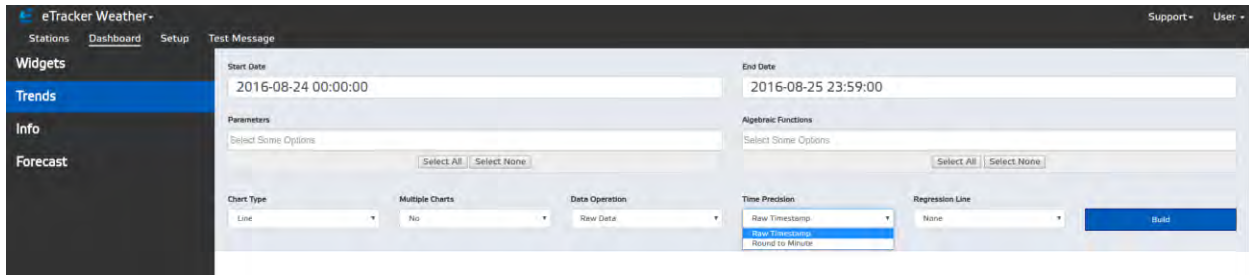 eTracker Weather
Support User
Stations Dashboard Setup Test Message
Widgets
Trends
Info
Forecast
Start Date End Date
2016-08-24 00:00:00 2016-08-25 23:59:00
Parameters Algebraic Functions
Select Some Options Select Some Options
Select All Select None Select All Select None
Chart Type Multiple Charts Data Operation Time Precision Regression Line
Line No Raw Data Raw Timestamp None Build
Raw Timestamp
Round to Minute